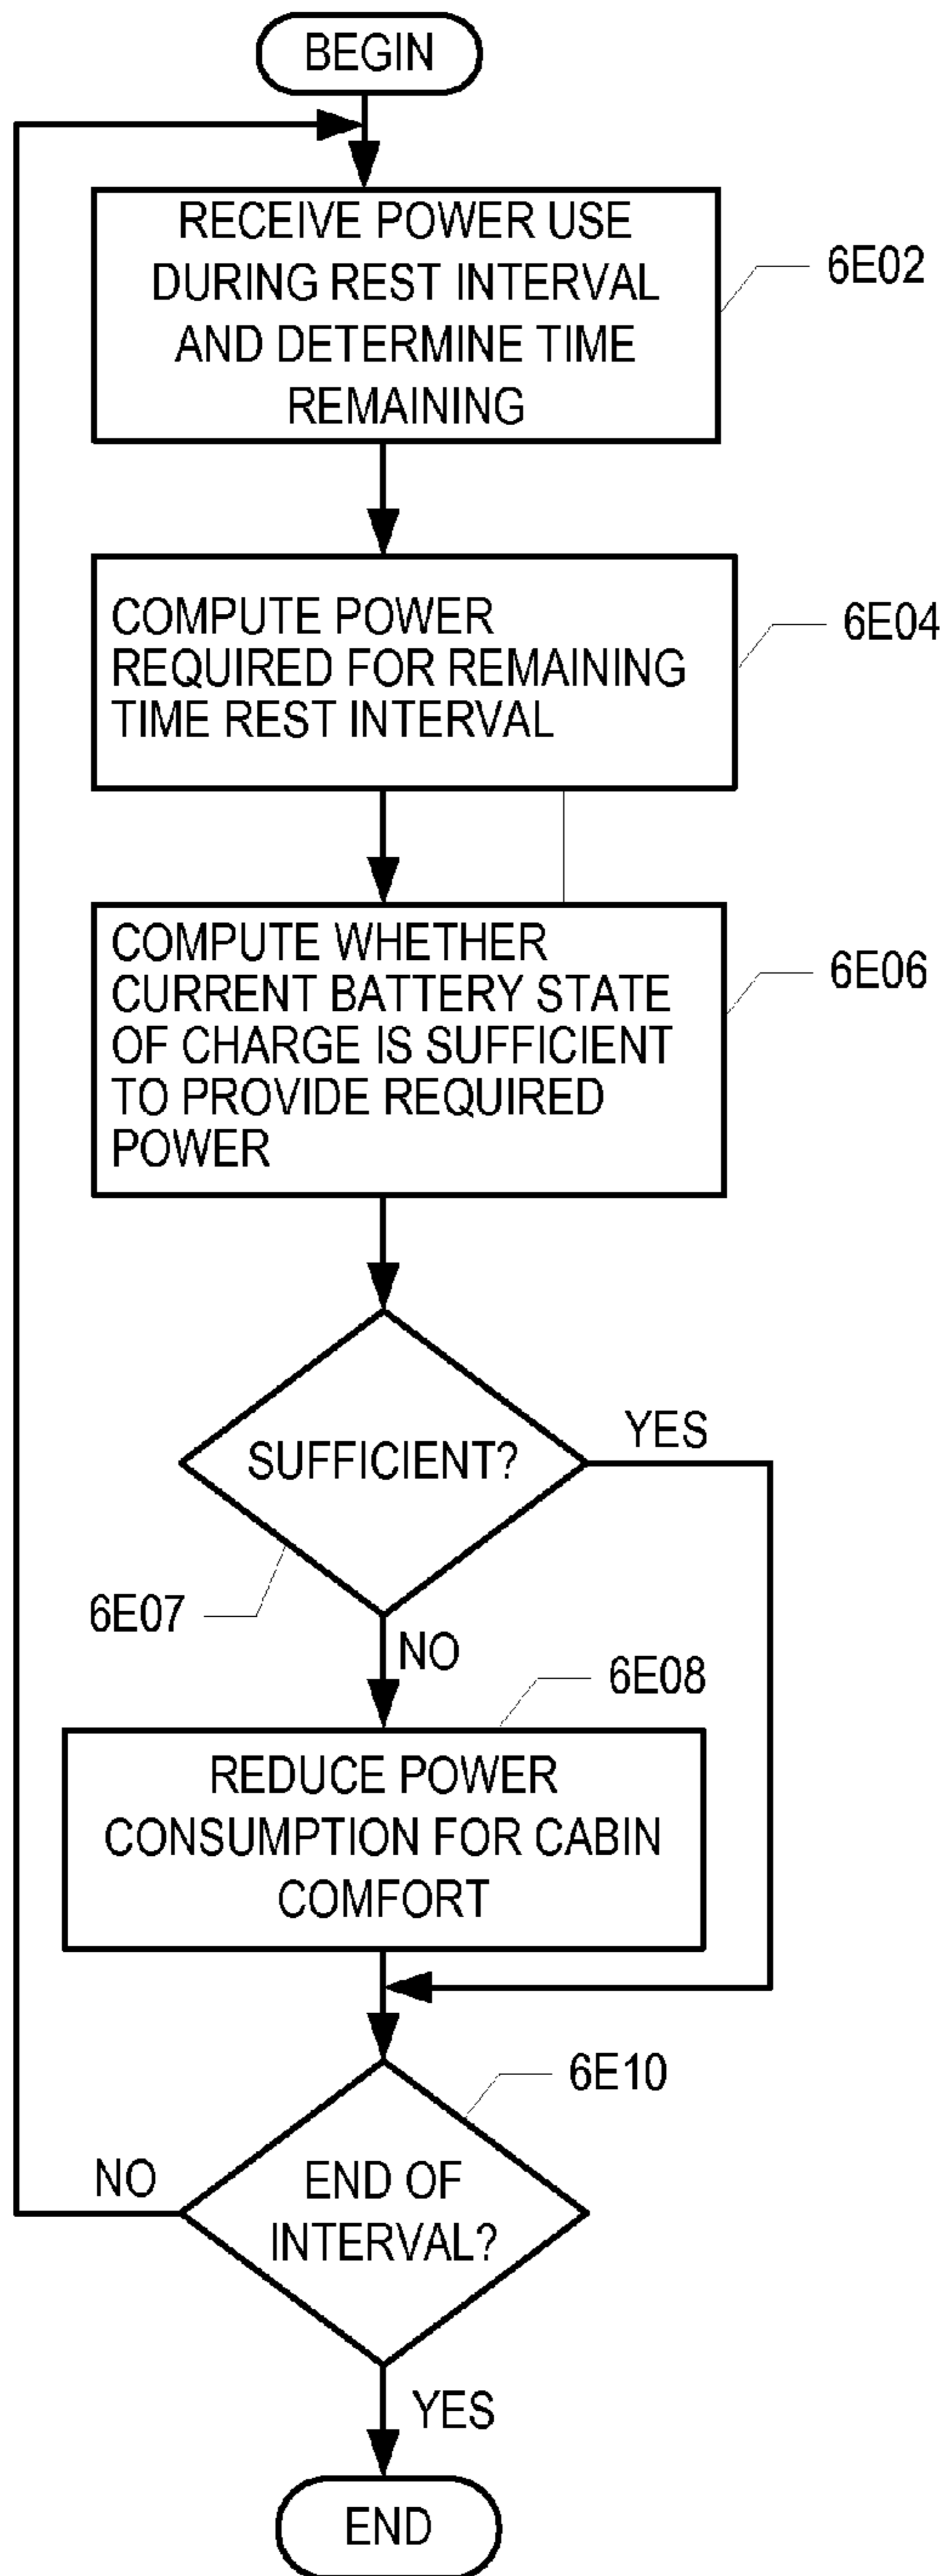 BEGIN
RECEIVE POWER USE
DURING REST INTERVAL
AND DETERMINE TIME
REMAINING
6E02
COMPUTE POWER
REQUIRED FOR REMAINING
TIME REST INTERVAL
6E04
COMPUTE WHETHER
CURRENT BATTERY STATE
OF CHARGE IS SUFFICIENT
TO PROVIDE REQUIRED
POWER
6E06
SUFFICIENT?
YES
6E07
NO
6E08
REDUCE POWER
CONSUMPTION FOR CABIN
COMFORT
6E10
END OF
INTERVAL?
NO
YES
END